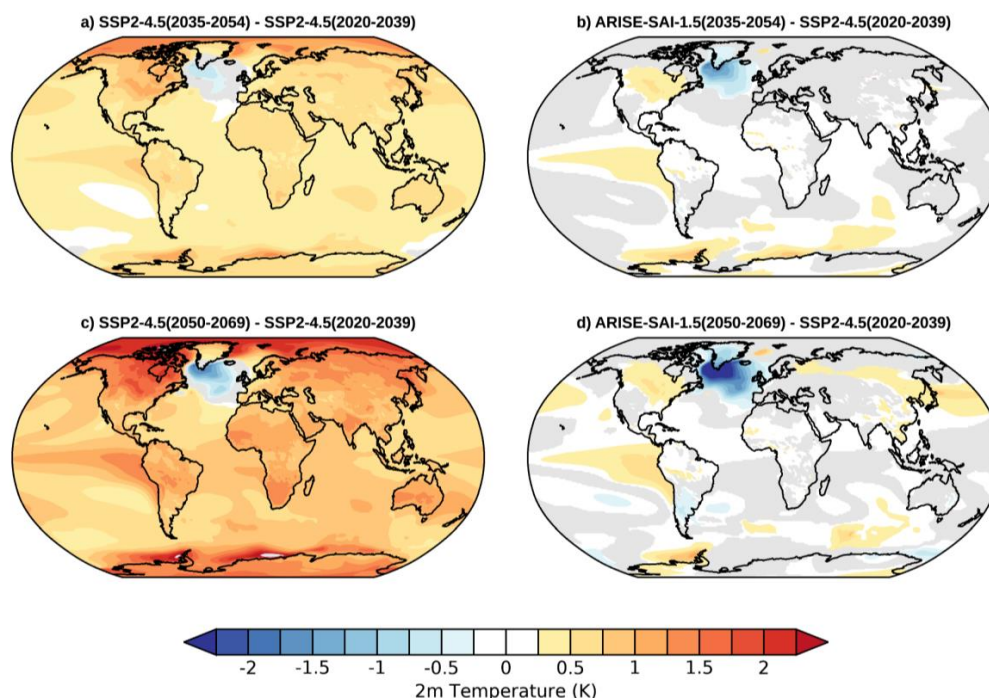 a) SSP2-4.5(2035-2054) - SSP2-4.5(2020-2039)
b) ARISE-SAI-1.5(2035-2054) - SSP2-4.5(2020-2039)
c) SSP2-4.5(2050-2069) - SSP2-4.5(2020-2039)
d) ARISE-SAI-1.5(2050-2069) - SSP2-4.5(2020-2039)
-2 -1.5 -1 -0.5 0 0.5 1 1.5 2
2m Temperature (K)